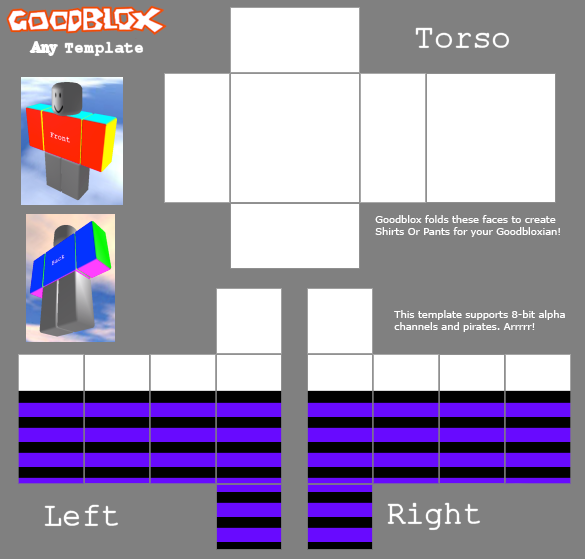 GOODBLOX
Any Template
Torso
Front
Back
Goodblox folds these faces to create
Shirts Or Pants for your Goodbloxian!
This template supports 8-bit alpha
channels and pirates. Arrrrr!
Left
Right